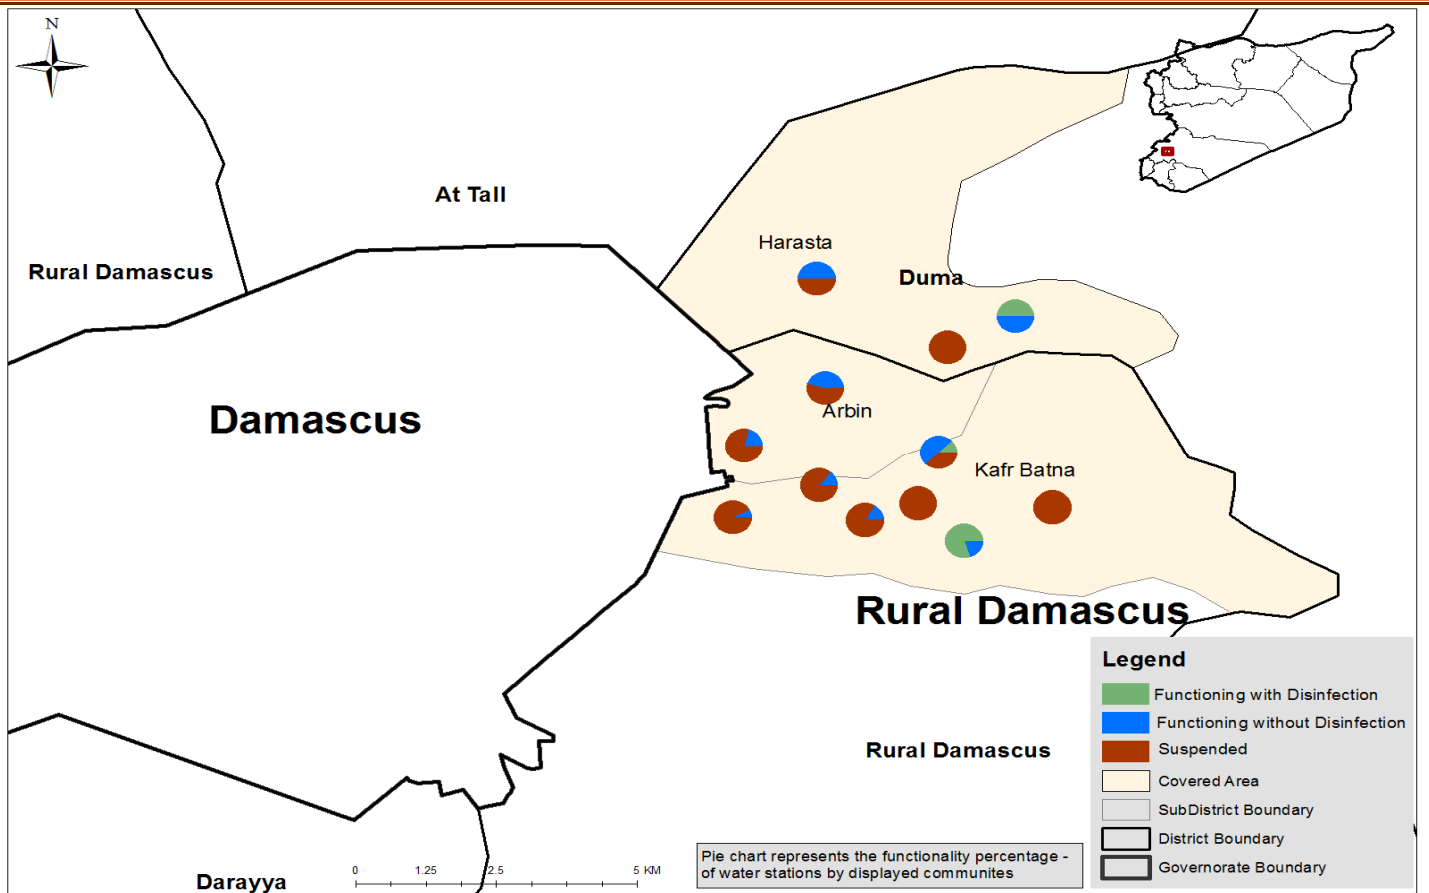 N
At Tall
Harasta
Rural Damascus
Duma
Damascus
Arbin
Kafr Batna
Rural Damascus
Legend
Functioning with Disinfection
Functioning without Disinfection
Suspended
Covered Area
SubDistrict Boundary
District Boundary
Governorate Boundary
Rural Damascus
Pie chart represents the functionality percentage -
of water stations by displayed communites
0 1.25 2.5 5 KM
Darayya